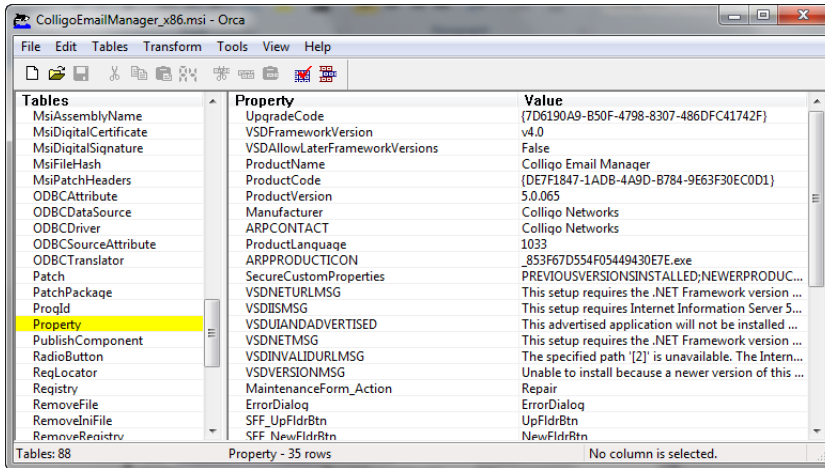 ColligoEmailManager_x86.msi - Orca
File Edit Tables Transform Tools View Help
Tables
MsiAssemblyName
MsiDigitalCertificate
MsiDigitalSignature
MsiFileHash
MsiPatchHeaders
ODBCAttribute
ODBCDataSource
ODBCDriver
ODBCSourceAttribute
ODBCTranslator
Patch
PatchPackage
ProgId
Property
PublishComponent
RadioButton
RegLocator
Registry
RemoveFile
RemoveIniFile
RemoveRegistry
Property Value
UpgradeCode {7D6190A9-B50F-4798-8307-486DFC41742F}
VSDFrameworkVersion v4.0
VSDAllowLaterFrameworkVersions False
ProductName Colligo Email Manager
ProductCode {DE7F1847-1ADB-4A9D-B784-9E63F30EC0D1}
ProductVersion 5.0.065
Manufacturer Colligo Networks
ARPCONTACT Colligo Networks
ProductLanguage 1033
ARPPRODUCTICON _853F67D554F05449430E7E.exe
SecureCustomProperties PREVIOUSVERSIONSINSTALLED;NEWERPRODUC...
VSDNETURLMSG This setup requires the .NET Framework version ...
VSDIISMSG This setup requires Internet Information Server 5...
VSDUIANDADVERTISED This advertised application will not be installed ...
VSDNETMSG This setup requires the .NET Framework version ...
VSDINVALIDURLMSG The specified path '[2]' is unavailable. The Intern...
VSDVERSIONMSG Unable to install because a newer version of this ...
MaintenanceForm_Action Repair
ErrorDialog ErrorDialog
SFF_UpFldrBtn UpFldrBtn
SFF_NewFldrBtn NewFldrBtn
Tables: 88 Property - 35 rows No column is selected.